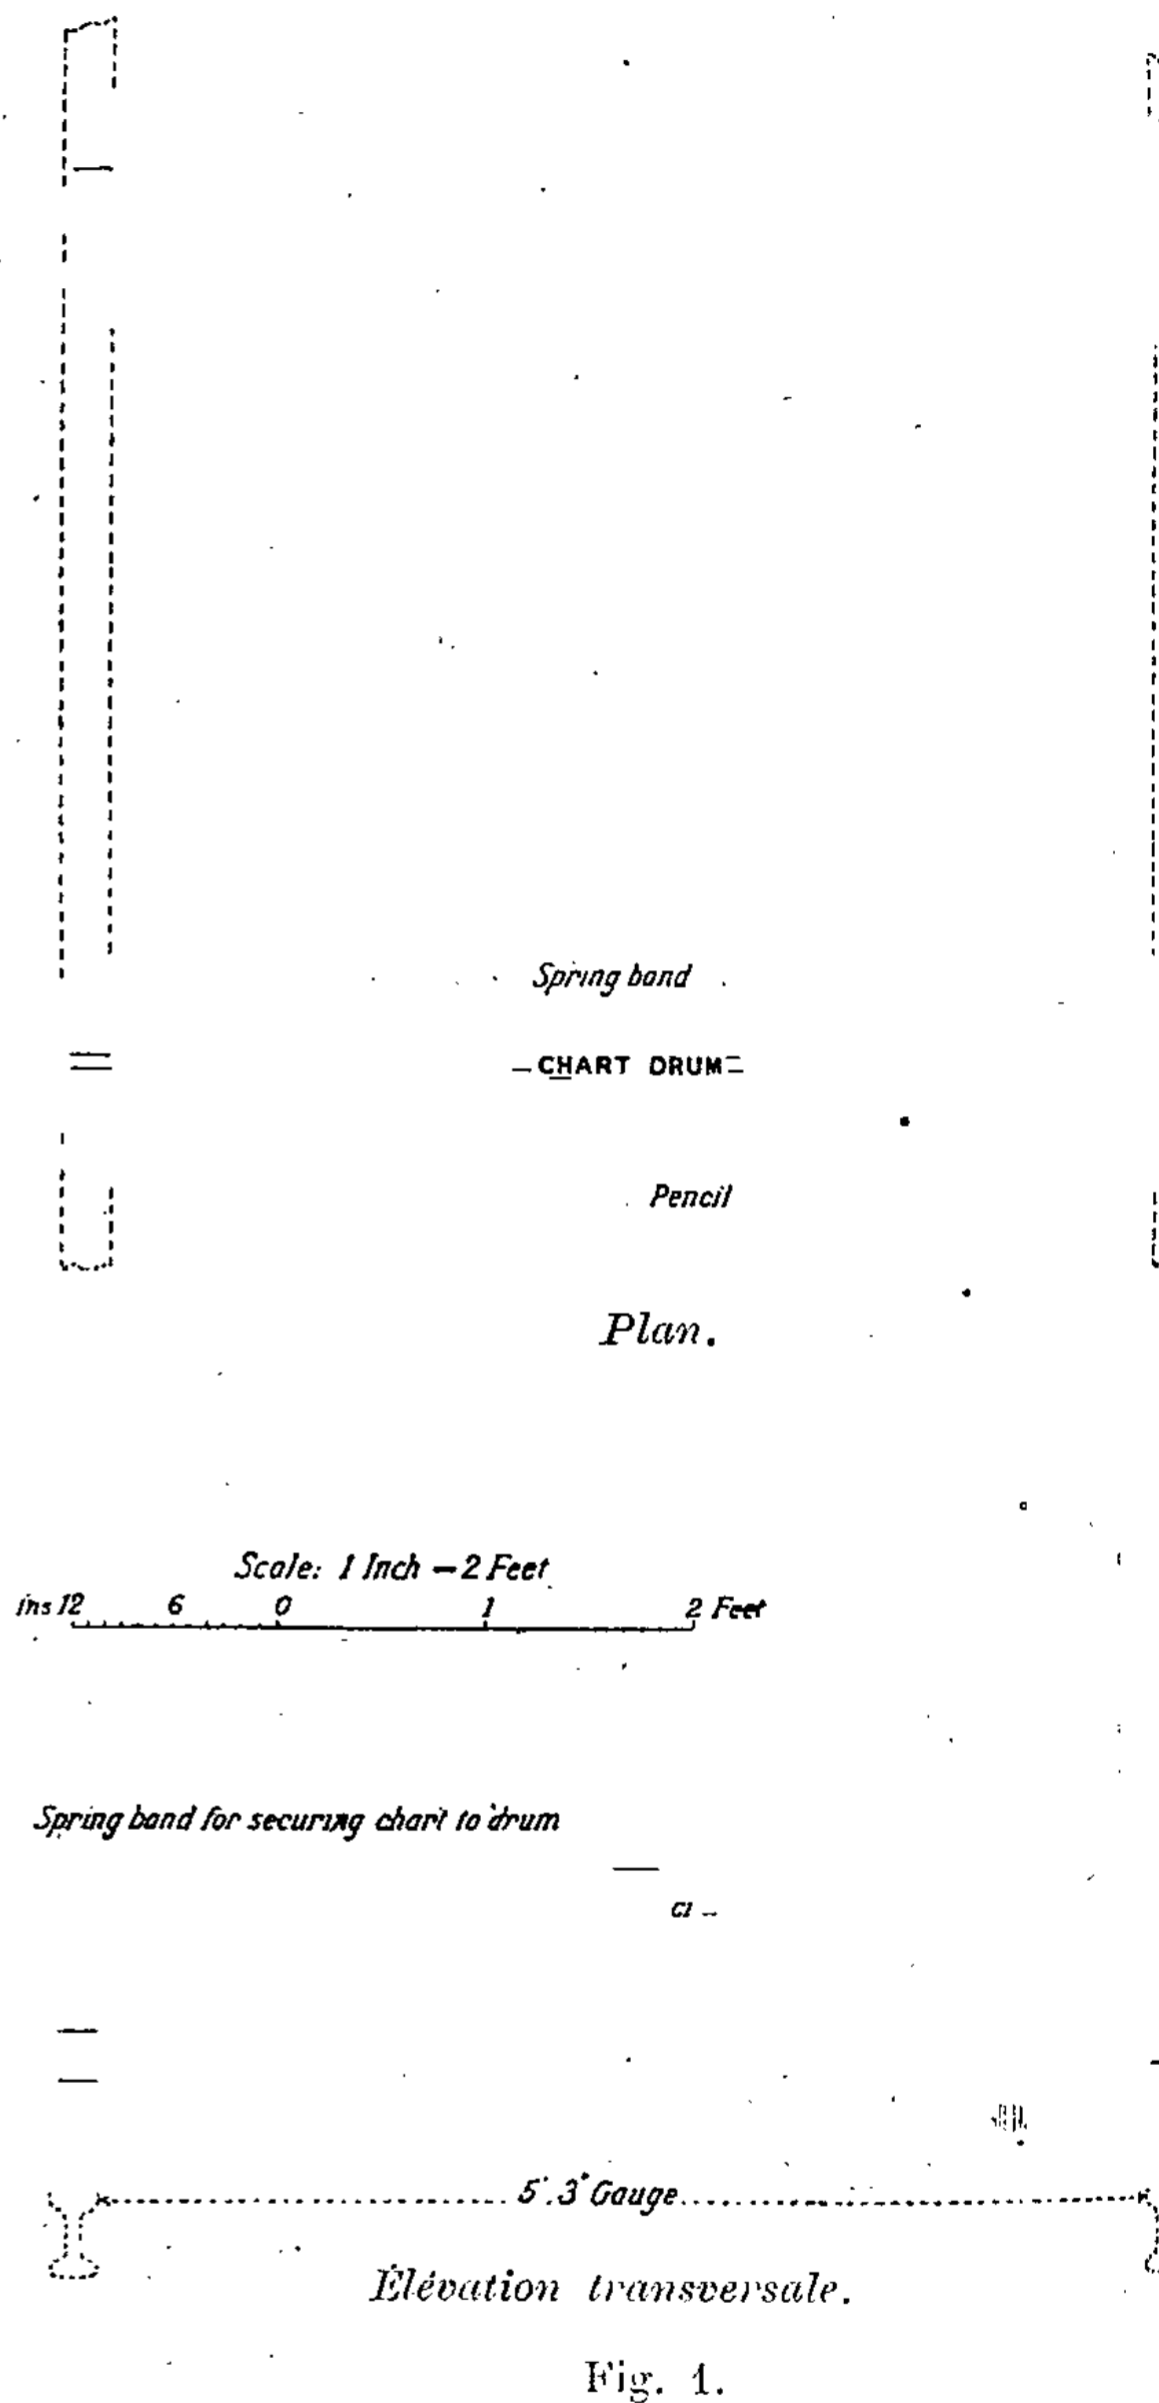 Spring band
CHART DRUM
Pencil
Plan.
Scale: 1 Inch – 2 Feet
ins 12 6 0 1 2 Feet
Spring band for securing chart to drum
5'.3" Gauge
Élévation transversale.
Fig. 1.